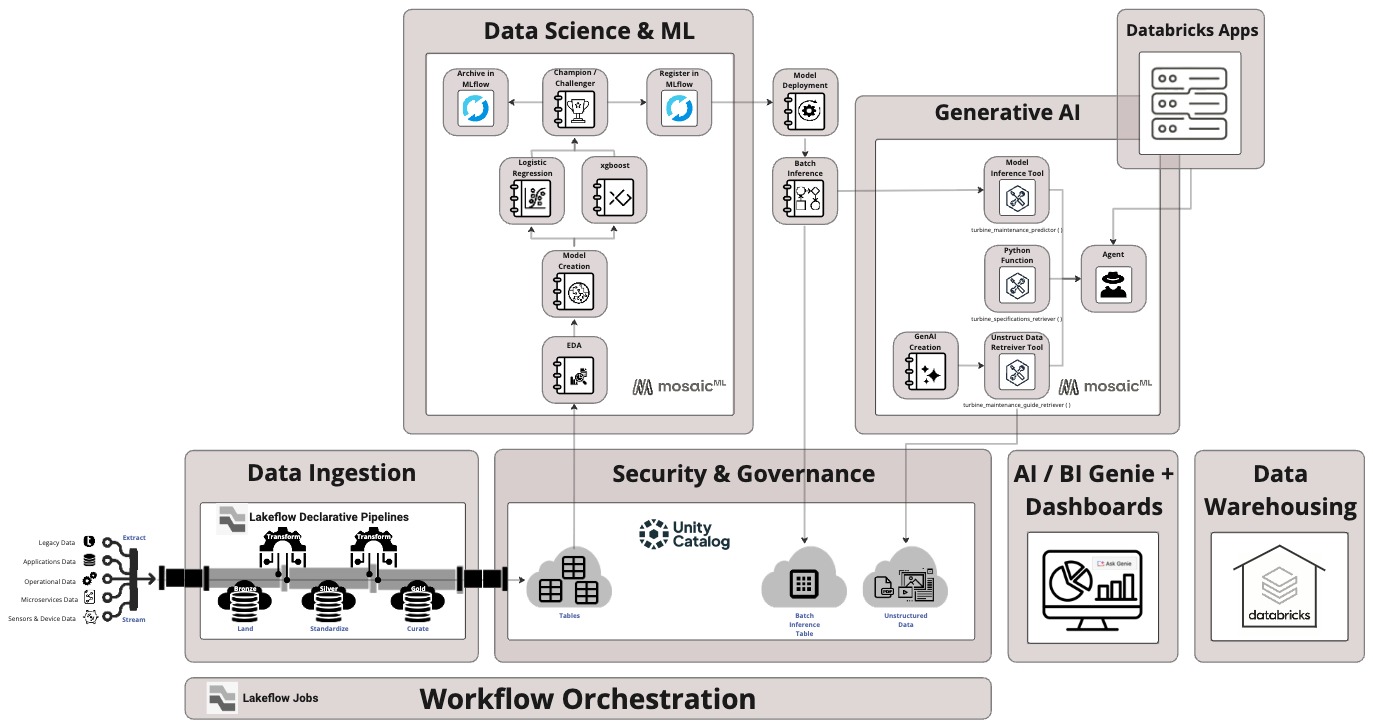 Data Science & ML
Archive in
MLflow
Champion /
Challenger
Register in
MLflow
Logistic
Regression
xgboost
Model
Creation
EDA
mosaicML
Model
Deployment
Batch
Inference
Generative AI
Model
Inference Tool
turbine_maintenance_predictor ( )
Python
Function
turbine_specifications_retriever ( )
Agent
GenAI
Creation
Unstruct Data
Retreiver Tool
turbine_maintenance_guide_retriever ( )
mosaicML
Databricks Apps
Data Ingestion
Lakeflow Declarative Pipelines
Transform
Transform
Legacy Data
Applications Data
Operational Data
Microservices Data
Sensors & Device Data
Extract
Stream
Bronze
Silver
Gold
Land
Standardize
Curate
Security & Governance
Unity
Catalog
Tables
Batch
Inference
Table
PDF
Unstructured
Data
AI / BI Genie +
Dashboards
Ask Genie
Data
Warehousing
databricks
Lakeflow Jobs
Workflow Orchestration